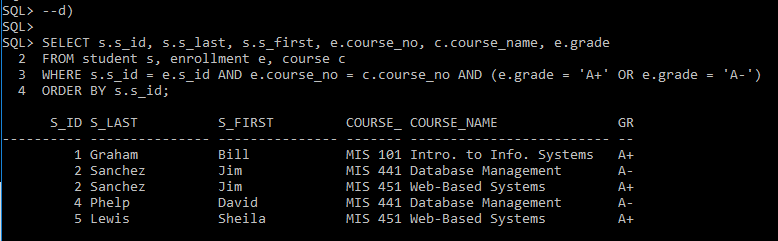 SQL> --d)
SQL>
SQL> SELECT s.s_id, s.s_last, s.s_first, e.course_no, c.course_name, e.grade
  2  FROM student s, enrollment e, course c
  3  WHERE s.s_id = e.s_id AND e.course_no = c.course_no AND (e.grade = 'A+' OR e.grade = 'A-')
  4  ORDER BY s.s_id;

      S_ID S_LAST          S_FIRST         COURSE_ COURSE_NAME               GR
---------- --------------- --------------- ------- ------------------------- --
         1 Graham          Bill            MIS 101 Intro. to Info. Systems   A+
         2 Sanchez         Jim             MIS 441 Database Management       A-
         2 Sanchez         Jim             MIS 451 Web-Based Systems         A+
         4 Phelp           David           MIS 441 Database Management       A-
         5 Lewis           Sheila          MIS 451 Web-Based Systems         A+